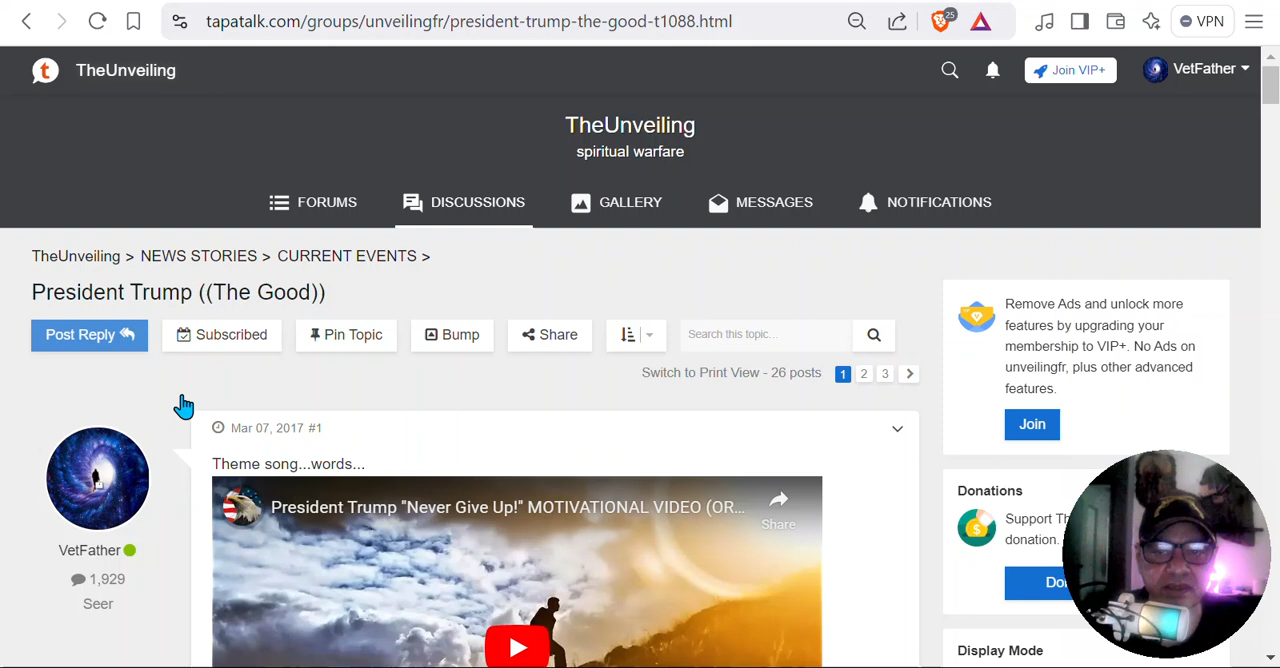 tapatalk.com/groups/unveilingfr/president-trump-the-good-t1088.html
25
VPN
TheUnveiling
Join VIP+
VetFather
TheUnveiling
spiritual warfare
FORUMS
DISCUSSIONS
GALLERY
MESSAGES
NOTIFICATIONS
TheUnveiling > NEWS STORIES > CURRENT EVENTS >
President Trump ((The Good))
Post Reply
Subscribed
Pin Topic
Bump
Share
Search this topic...
Switch to Print View - 26 posts
1
2
3
Remove Ads and unlock more
features by upgrading your
membership to VIP+. No Ads on
unveilingfr, plus other advanced
features.
Join
Mar 07, 2017 #1
Theme song...words...
President Trump "Never Give Up!" MOTIVATIONAL VIDEO (OR...
Share
VetFather
1,929
Seer
Donations
Support
donation.
Display Mode